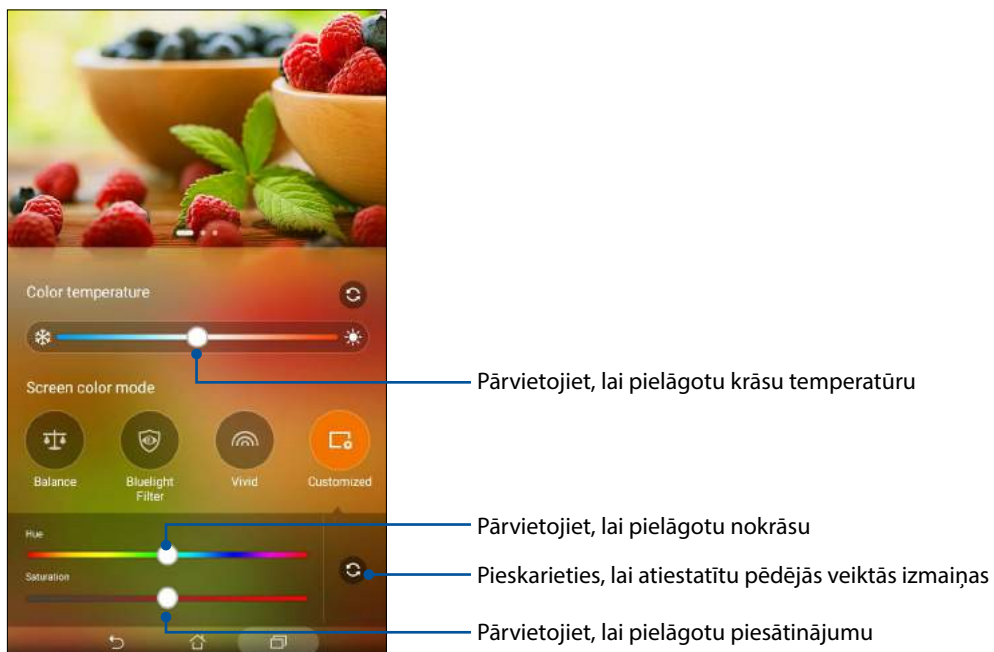 Color temperature
Pārvietojiet, lai pielāgotu krāsu temperatūru
Screen color mode
Balance
Bluelight
Filter
Vivid
Customized
Hue
Pārvietojiet, lai pielāgotu nokrāsu
Pieskarieties, lai atiestatītu pēdējās veiktās izmaiņas
Saturation
Pārvietojiet, lai pielāgotu piesātinājumu